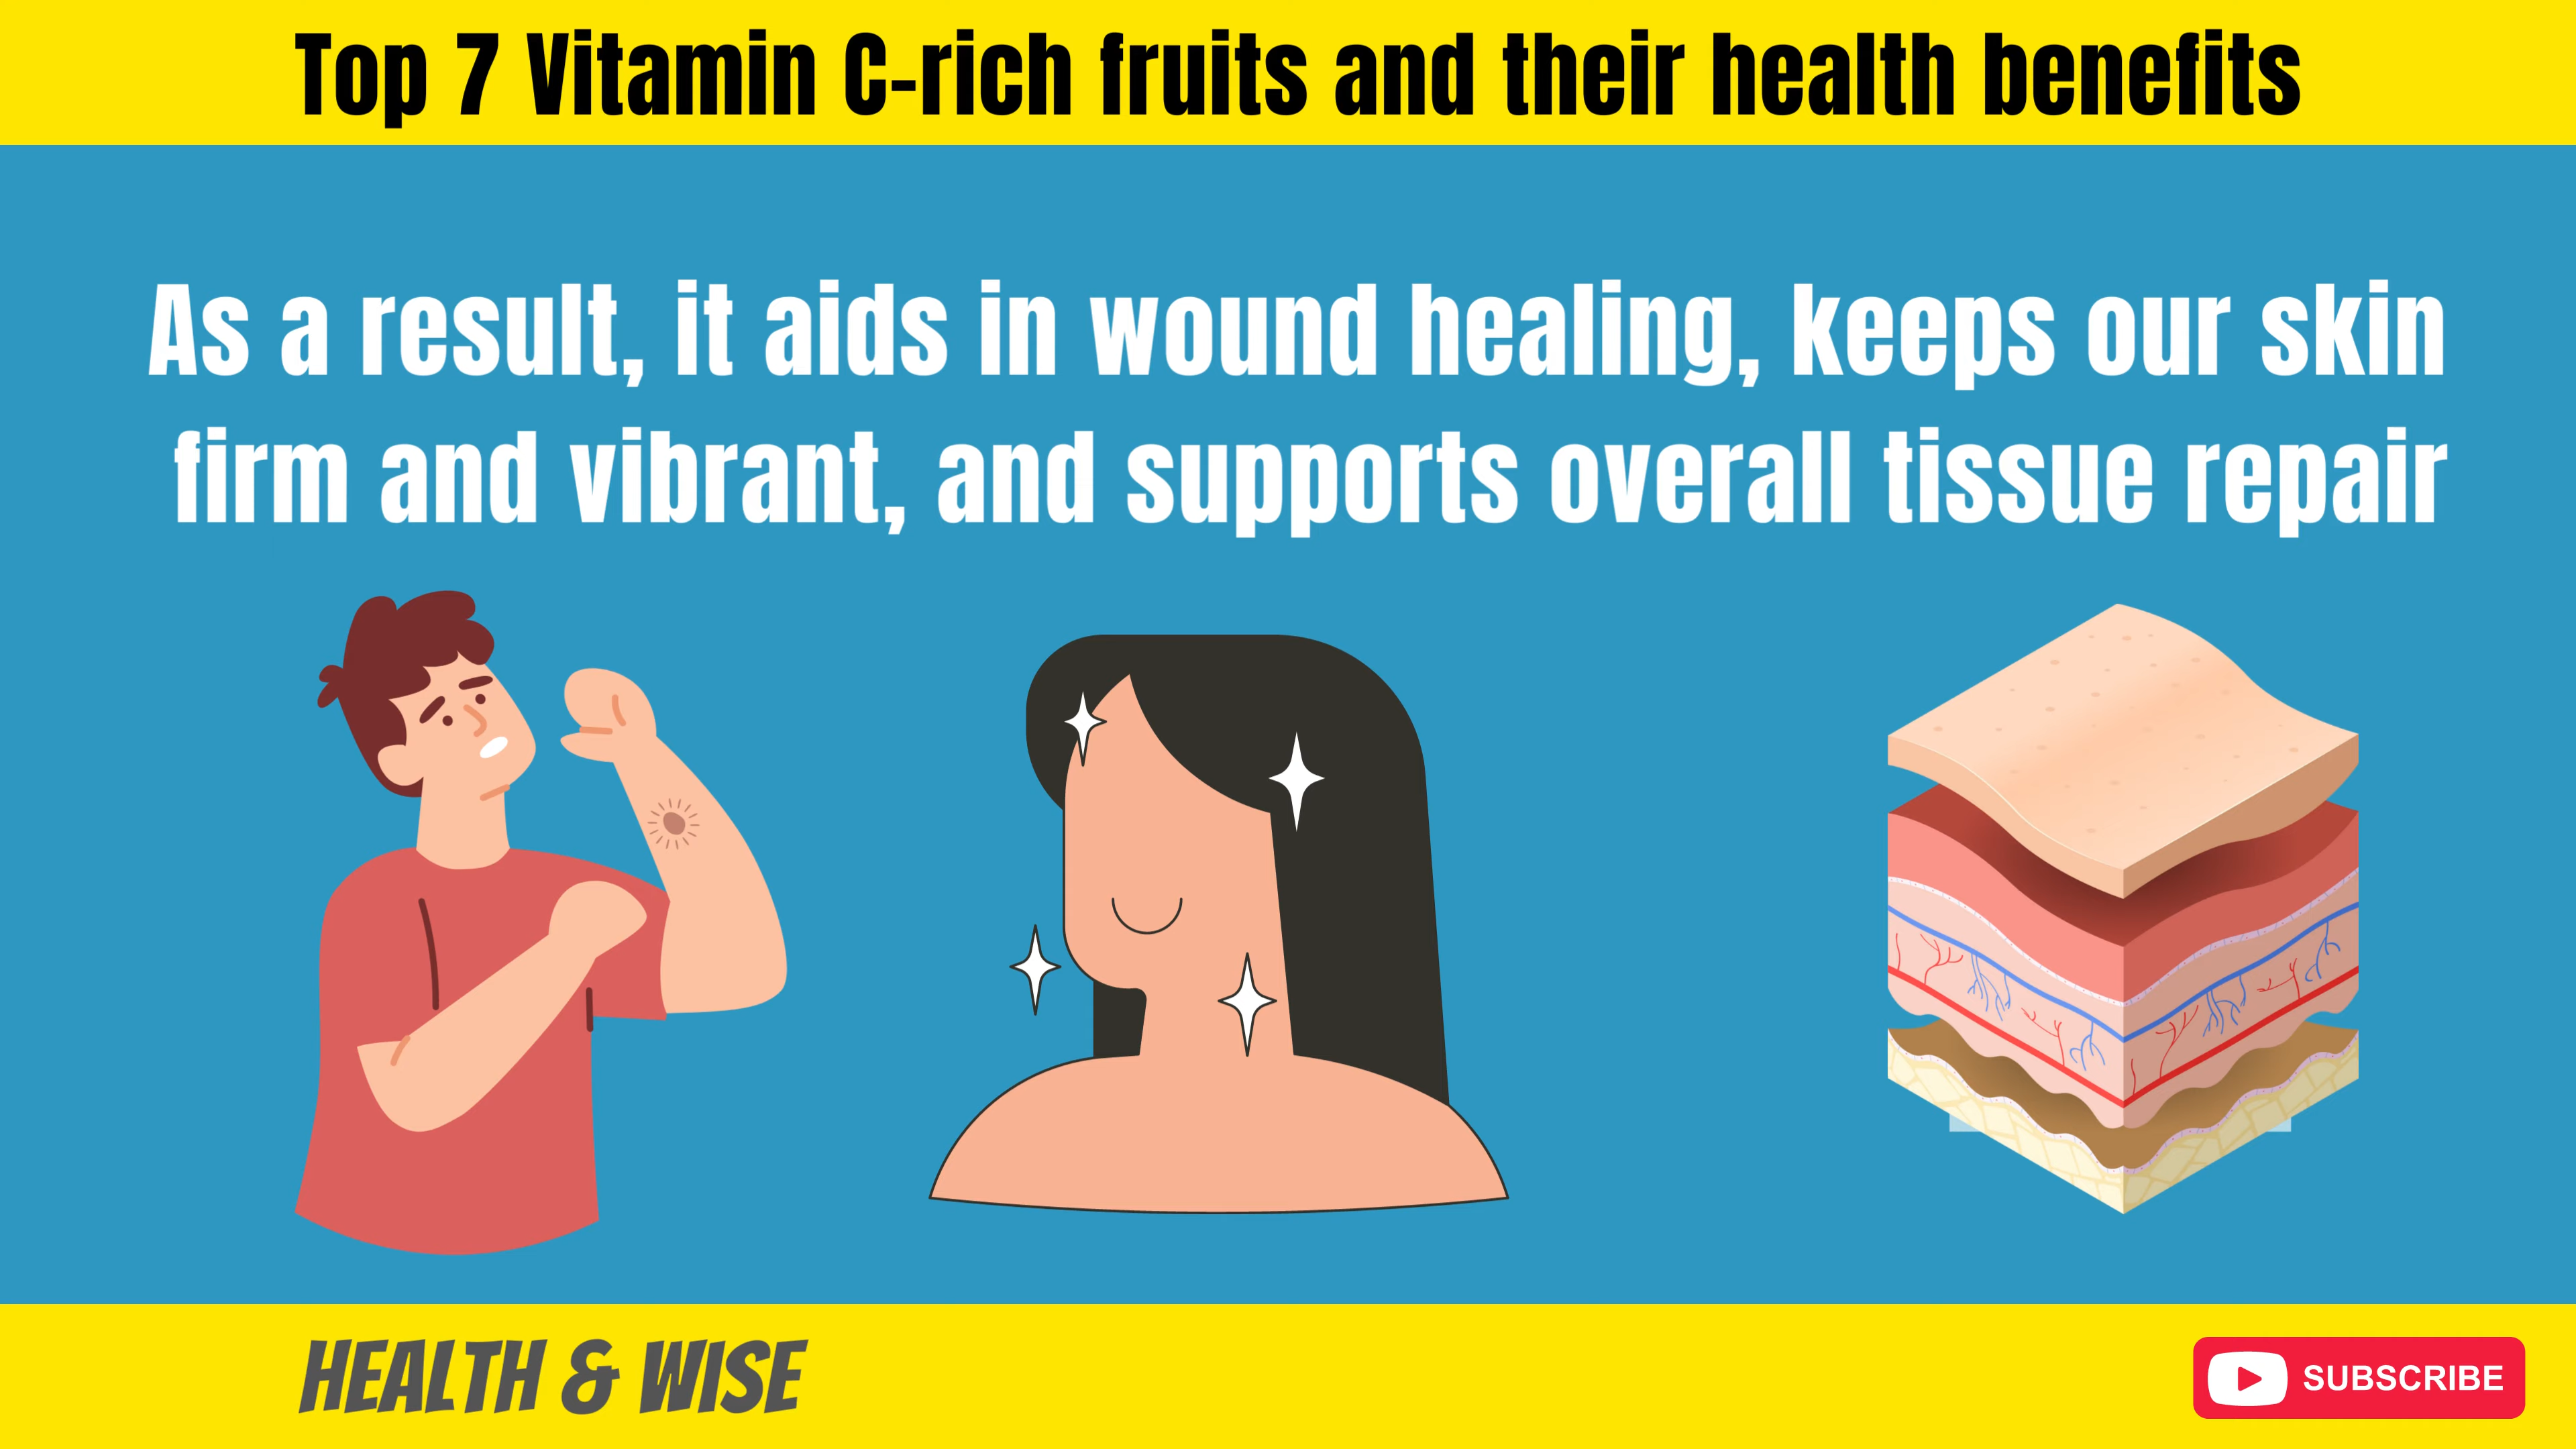 Top 7 Vitamin C-rich fruits and their health benefits
As a result, it aids in wound healing, keeps our skin
firm and vibrant, and supports overall tissue repair
HEALTH & WISE
SUBSCRIBE